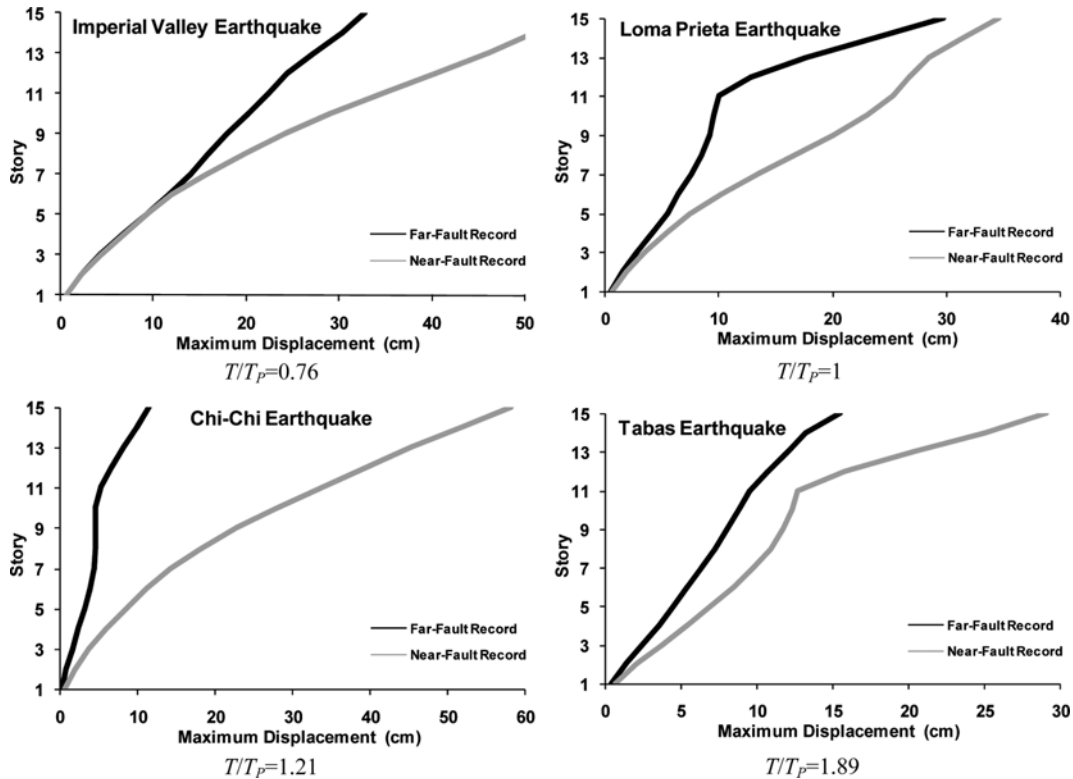 Imperial Valley Earthquake
15
13
11
9
7
5
3
1
Story
Far-Fault Record
Near-Fault Record
0 10 20 30 40 50
Maximum Displacement (cm)
T/TP=0.76
Loma Prieta Earthquake
15
13
11
9
7
5
3
1
Story
Far-Fault Record
Near-Fault Record
0 10 20 30 40
Maximum Displacement (cm)
T/TP=1
Chi-Chi Earthquake
15
13
11
9
7
5
3
1
Story
Far-Fault Record
Near-Fault Record
0 10 20 30 40 50 60
Maximum Displacement (cm)
T/TP=1.21
Tabas Earthquake
15
13
11
9
7
5
3
1
Story
Far-Fault Record
Near-Fault Record
0 5 10 15 20 25 30
Maximum Displacement (cm)
T/TP=1.89